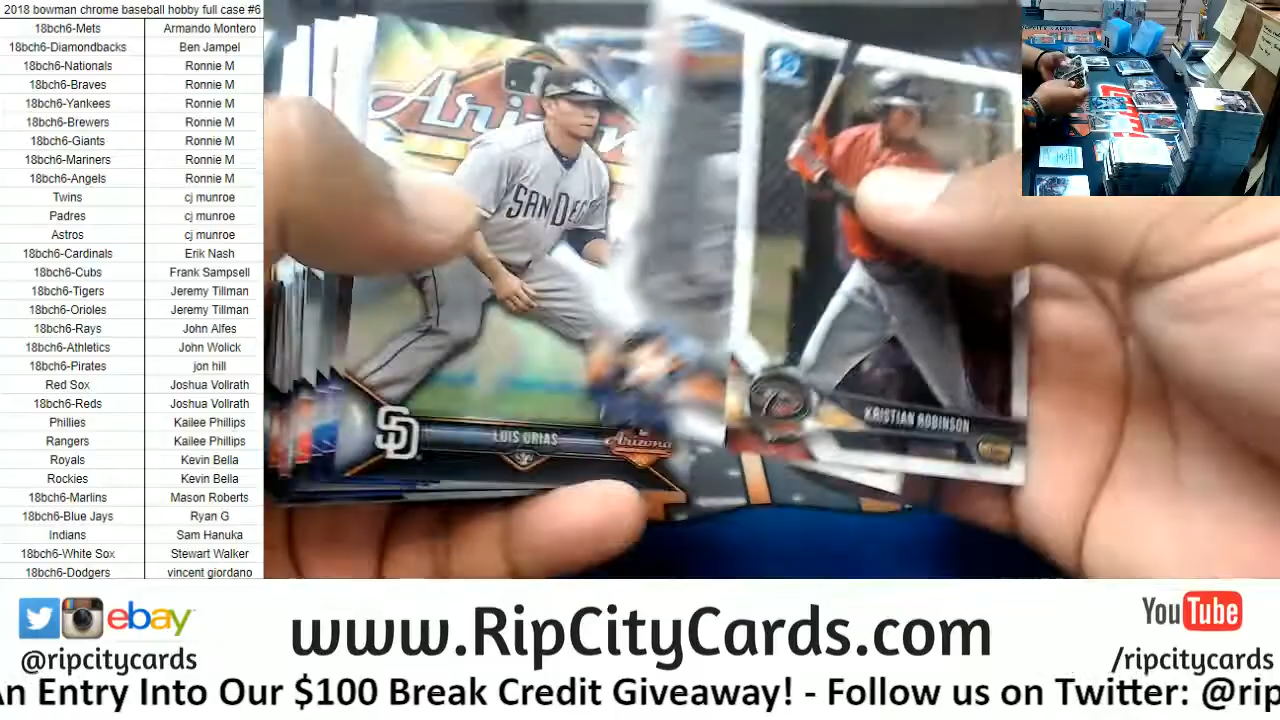 2018 bowman chrome baseball hobby full case #6
18bch6-Mets Armando Montero
18bch6-Diamondbacks Ben Jampel
18bch6-Nationals Ronnie M
18bch6-Braves Ronnie M
18bch6-Yankees Ronnie M
18bch6-Brewers Ronnie M
18bch6-Giants Ronnie M
18bch6-Mariners Ronnie M
18bch6-Angels Ronnie M
Twins cj munroe
Padres cj munroe
Astros cj munroe
18bch6-Cardinals Erik Nash
18bch6-Cubs Frank Sampsell
18bch6-Tigers Jeremy Tillman
18bch6-Orioles Jeremy Tillman
18bch6-Rays John Alfes
18bch6-Athletics John Wolick
18bch6-Pirates jon hill
Red Sox Joshua Vollrath
18bch6-Reds Joshua Vollrath
Phillies Kailee Phillips
Rangers Kailee Phillips
Royals Kevin Bella
Rockies Kevin Bella
18bch6-Marlins Mason Roberts
18bch6-Blue Jays Ryan G
Indians Sam Hanuka
18bch6-White Sox Stewart Walker
18bch6-Dodgers vincent giordano
Arizona
SAN DIEG
SD
LUIS URIAS
Arizona
KRISTIAN ROBINSON
ebay
@ripcitycards
www.RipCityCards.com
YouTube
/ripcitycards
An Entry Into Our $100 Break Credit Giveaway! - Follow us on Twitter: @rip